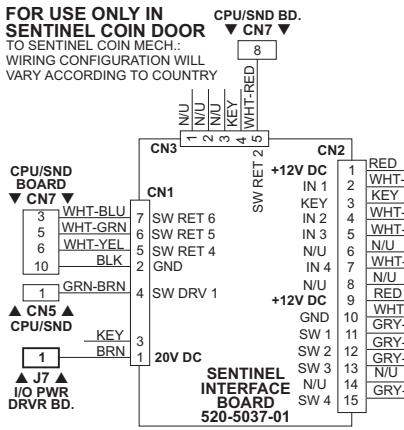 FOR USE ONLY IN
SENTINEL COIN DOOR
TO SENTINEL COIN MECH.:
WIRING CONFIGURATION WILL
VARY ACCORDING TO COUNTRY
CPU/SND BD.
▼ CN7 ▼
8
N/U
N/U
N/U
KEY
WHT-RED
1
2
3
4
5
CN3
SW RET 2
CN2
CPU/SND
BOARD
▼ CN7 ▼
CN1
3 WHT-BLU 7 SW RET 6
5 WHT-GRN 6 SW RET 5
6 WHT-YEL 5 SW RET 4
10 BLK 2 GND
1 GRN-BRN 4 SW DRV 1
▲ CN5 ▲
CPU/SND
KEY 3
1 BRN 1 20V DC
▲ J7 ▲
I/O PWR
DRVR BD.
+12V DC 1 RED
IN 1 2 WHT-
KEY 3 KEY
IN 2 4 WHT-
IN 3 5 WHT-
N/U 6 N/U
IN 4 7 WHT-
N/U 8 N/U
+12V DC 9 RED
GND 10 WHT
SW 1 11 GRY-
SW 2 12 GRY-
SW 3 13 GRY-
N/U 14 N/U
SW 4 15 GRY-
SENTINEL
INTERFACE
BOARD
520-5037-01